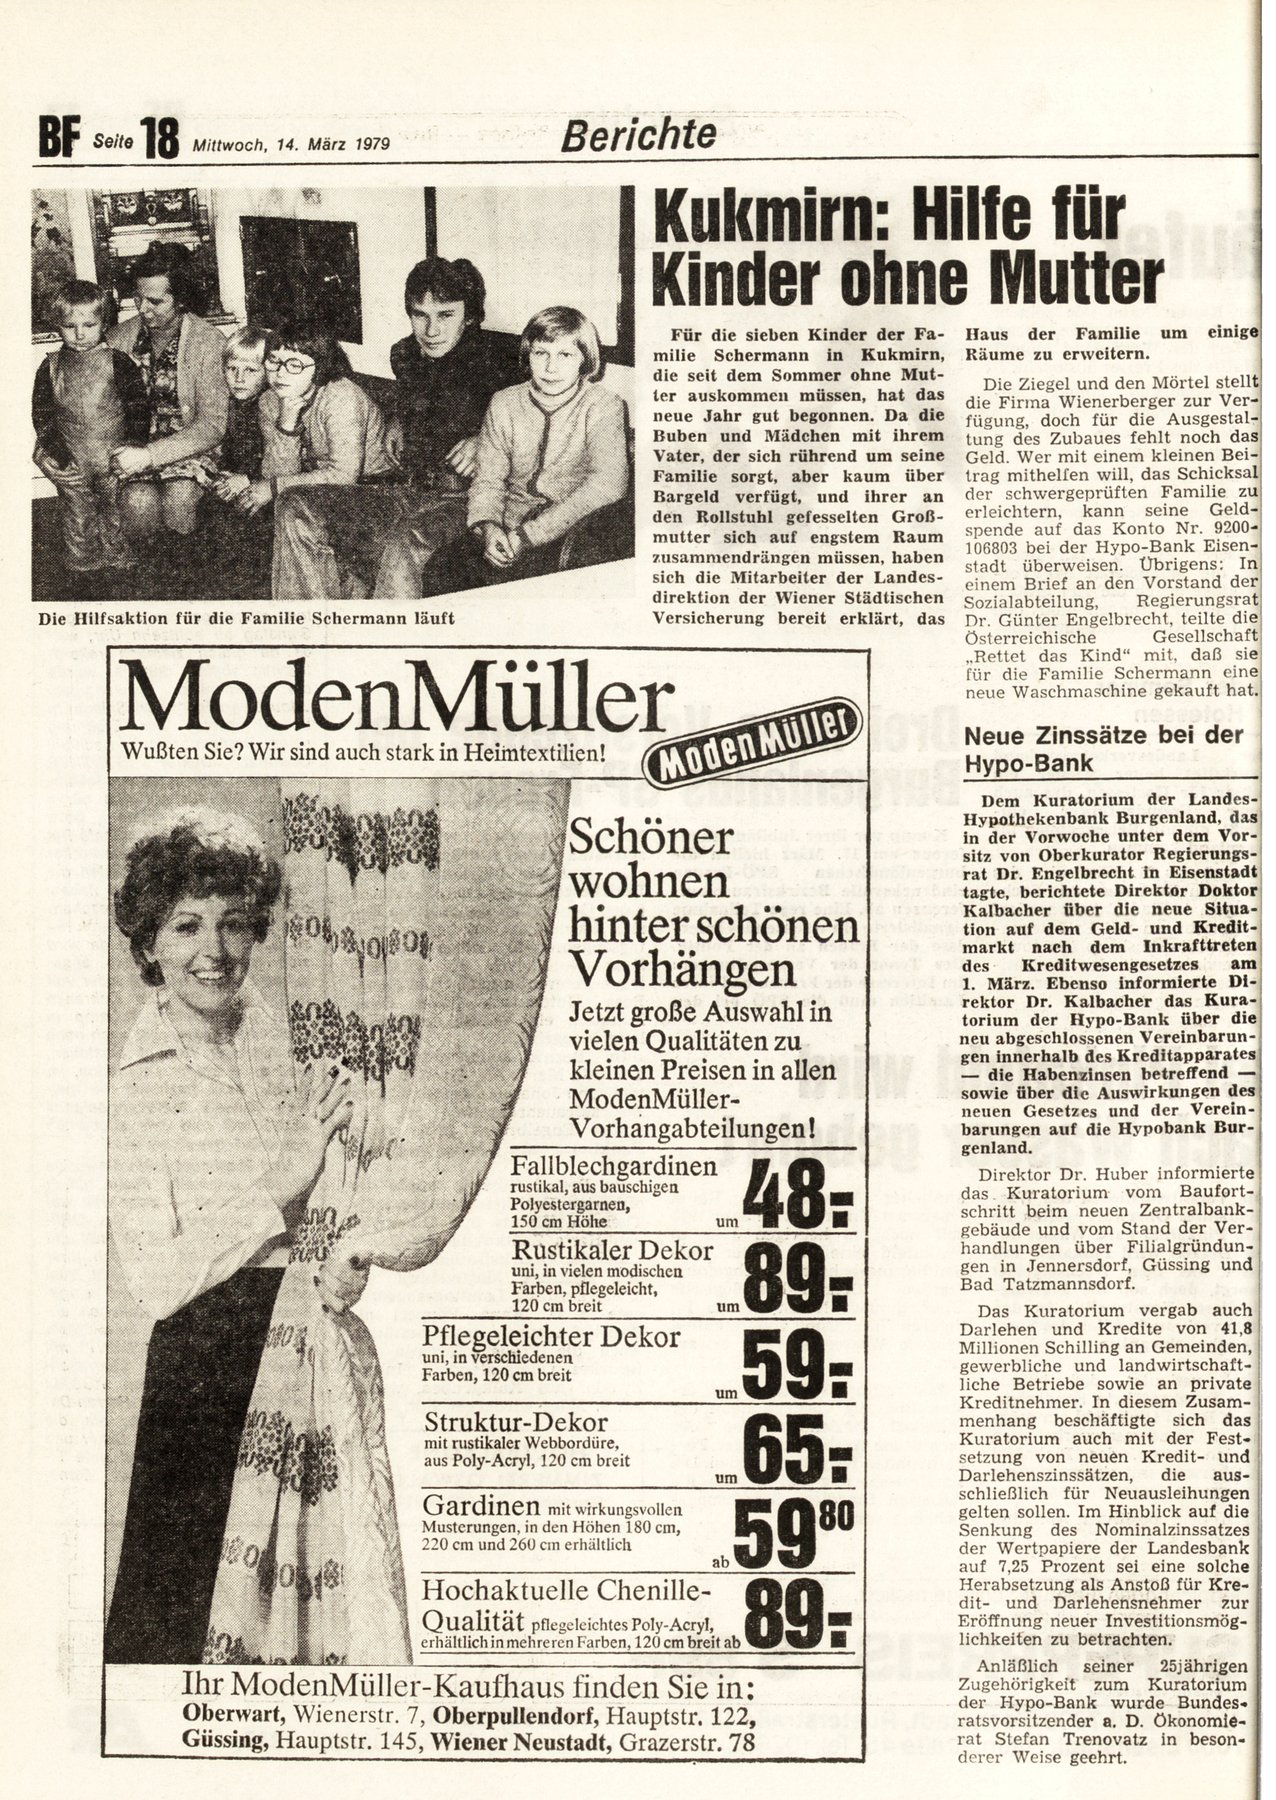 BF Seite 18 Mittwoch, 14. März 1979
Berichte
Die Hilfsaktion für die Familie Schermann läuft
Kukmirn: Hilfe für
Kinder ohne Mutter
Für die sieben Kinder der Fa-
milie Schermann in Kukmirn,
die seit dem Sommer ohne Mut-
ter auskommen müssen, hat das
neue Jahr gut begonnen. Da die
Buben und Mädchen mit ihrem
Vater, der sich rührend um seine
Familie sorgt, aber kaum über
Bargeld verfügt, und ihrer an
den Rollstuhl gefesselten Groß-
mutter sich auf engstem Raum
zusammendrängen müssen, haben
sich die Mitarbeiter der Landes-
direktion der Wiener Städtischen
Versicherung bereit erklärt, das
Haus der Familie um einige
Räume zu erweitern.
Die Ziegel und den Mörtel stellt
die Firma Wienerberger zur Ver-
fügung, doch für die Ausgestal-
tung des Zubaues fehlt noch das
Geld. Wer mit einem kleinen Bei-
trag mithelfen will, das Schicksal
der schwergeprüften Familie zu
erleichtern, kann seine Geld-
spende auf das Konto Nr. 9200-
106803 bei der Hypo-Bank Eisen-
stadt überweisen. Übrigens: In
einem Brief an den Vorstand der
Sozialabteilung, Regierungsrat
Dr. Günter Engelbrecht, teilte die
Österreichische Gesellschaft
„Rettet das Kind“ mit, daß sie
für die Familie Schermann eine
neue Waschmaschine gekauft hat.
ModenMüller
Wußten Sie? Wir sind auch stark in Heimtextilien!
ModenMüller
Schöner
wohnen
hinter schönen
Vorhängen
Jetzt große Auswahl in
vielen Qualitäten zu
kleinen Preisen in allen
ModenMüller-
Vorhangabteilungen!
Fallblechgardinen
rustikal, aus bauschigen
Polyestergarnen,
150 cm Höhe um 48.-
Rustikaler Dekor
uni, in vielen modischen
Farben, pflegeleicht,
120 cm breit um 89.-
Pflegeleichter Dekor
uni, in verschiedenen
Farben, 120 cm breit
um 59.-
Struktur-Dekor
mit rustikaler Webbordüre,
aus Poly-Acryl, 120 cm breit
um 65.-
Gardinen mit wirkungsvollen
Musterungen, in den Höhen 180 cm,
220 cm und 260 cm erhältlich
ab 59 80
Hochaktuelle Chenille-
Qualität pflegeleichtes Poly-Acryl,
erhältlich in mehreren Farben, 120 cm breit ab 89.-
Ihr ModenMüller-Kaufhaus finden Sie in:
Oberwart, Wienerstr. 7, Oberpullendorf, Hauptstr. 122,
Güssing, Hauptstr. 145, Wiener Neustadt, Grazerstr. 78
Neue Zinssätze bei der
Hypo-Bank
Dem Kuratorium der Landes-
Hypothekenbank Burgenland, das
in der Vorwoche unter dem Vor-
sitz von Oberkurator Regierungs-
rat Dr. Engelbrecht in Eisenstadt
tagte, berichtete Direktor Doktor
Kalbacher über die neue Situa-
tion auf dem Geld- und Kredit-
markt nach dem Inkrafttreten
des Kreditwesengesetzes am
1. März. Ebenso informierte Di-
rektor Dr. Kalbacher das Kura-
torium der Hypo-Bank über die
neu abgeschlossenen Vereinbarun-
gen innerhalb des Kreditapparates
— die Habenzinsen betreffend —
sowie über die Auswirkungen des
neuen Gesetzes und der Verein-
barungen auf die Hypobank Bur-
genland.
Direktor Dr. Huber informierte
das Kuratorium vom Baufort-
schritt beim neuen Zentralbank-
gebäude und vom Stand der Ver-
handlungen über Filialgründun-
gen in Jennersdorf, Güssing und
Bad Tatzmannsdorf.
Das Kuratorium vergab auch
Darlehen und Kredite von 41,8
Millionen Schilling an Gemeinden,
gewerbliche und landwirtschaft-
liche Betriebe sowie an private
Kreditnehmer. In diesem Zusam-
menhang beschäftigte sich das
Kuratorium auch mit der Fest-
setzung von neuen Kredit- und
Darlehenszinssätzen, die aus-
schließlich für Neuausleihungen
gelten sollen. Im Hinblick auf die
Senkung des Nominalzinssatzes
der Wertpapiere der Landesbank
auf 7,25 Prozent sei eine solche
Herabsetzung als Anstoß für Kre-
dit- und Darlehensnehmer zur
Eröffnung neuer Investitionsmög-
lichkeiten zu betrachten.
Anläßlich seiner 25jährigen
Zugehörigkeit zum Kuratorium
der Hypo-Bank wurde Bundes-
ratsvorsitzender a. D. Ökonomie-
rat Stefan Trenovatz in beson-
derer Weise geehrt.